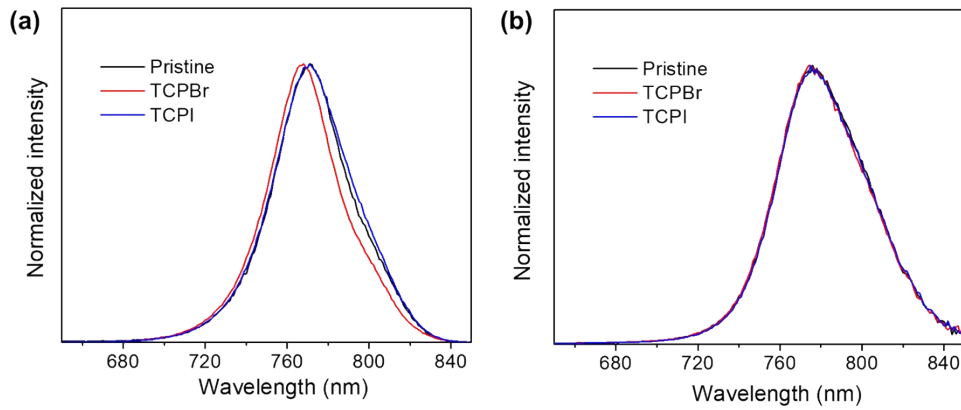 (a)
Pristine
TCPBr
TCPI
Normalized intensity
680 720 760 800 840
Wavelength (nm)
(b)
Pristine
TCPBr
TCPI
Normalized intensity
680 720 760 800 840
Wavelength (nm)